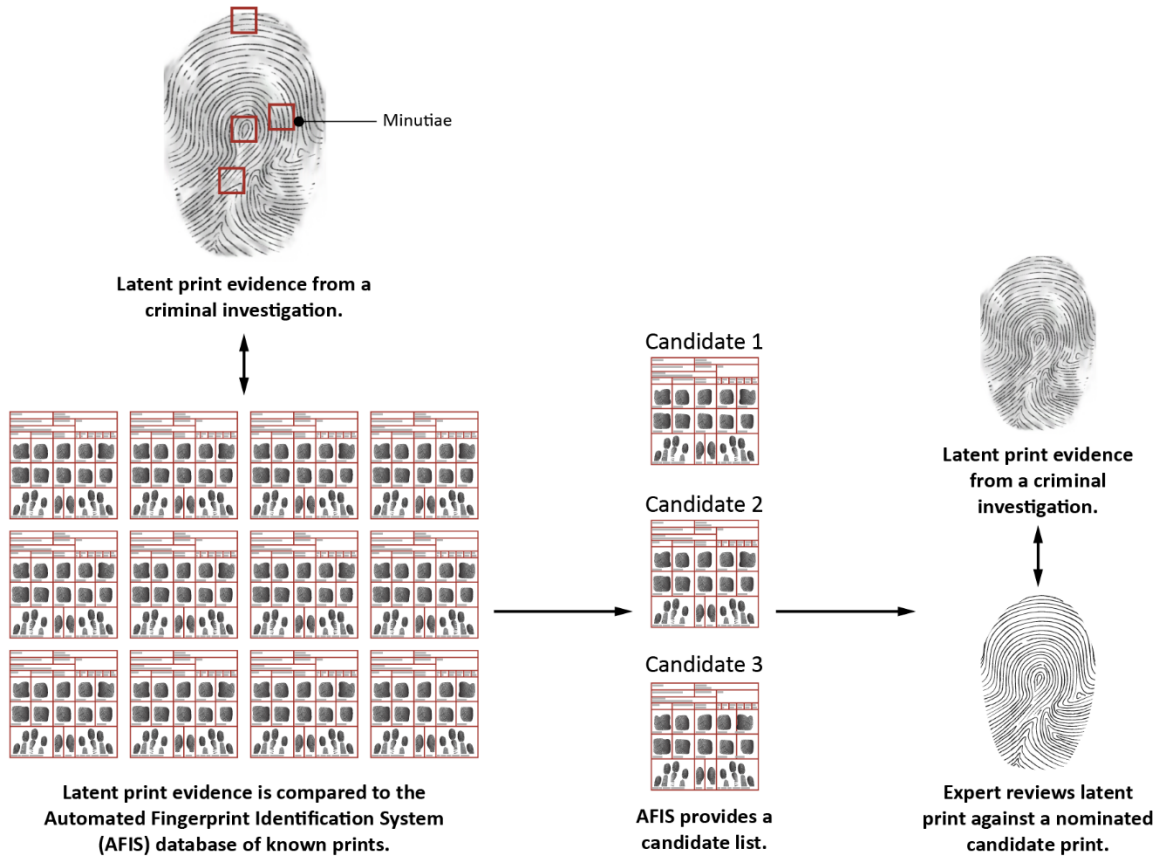 Minutiae
Latent print evidence from a
criminal investigation.
Latent print evidence is compared to the
Automated Fingerprint Identification System
(AFIS) database of known prints.
Candidate 1
Candidate 2
Candidate 3
AFIS provides a
candidate list.
Latent print evidence
from a criminal
investigation.
Expert reviews latent
print against a nominated
candidate print.